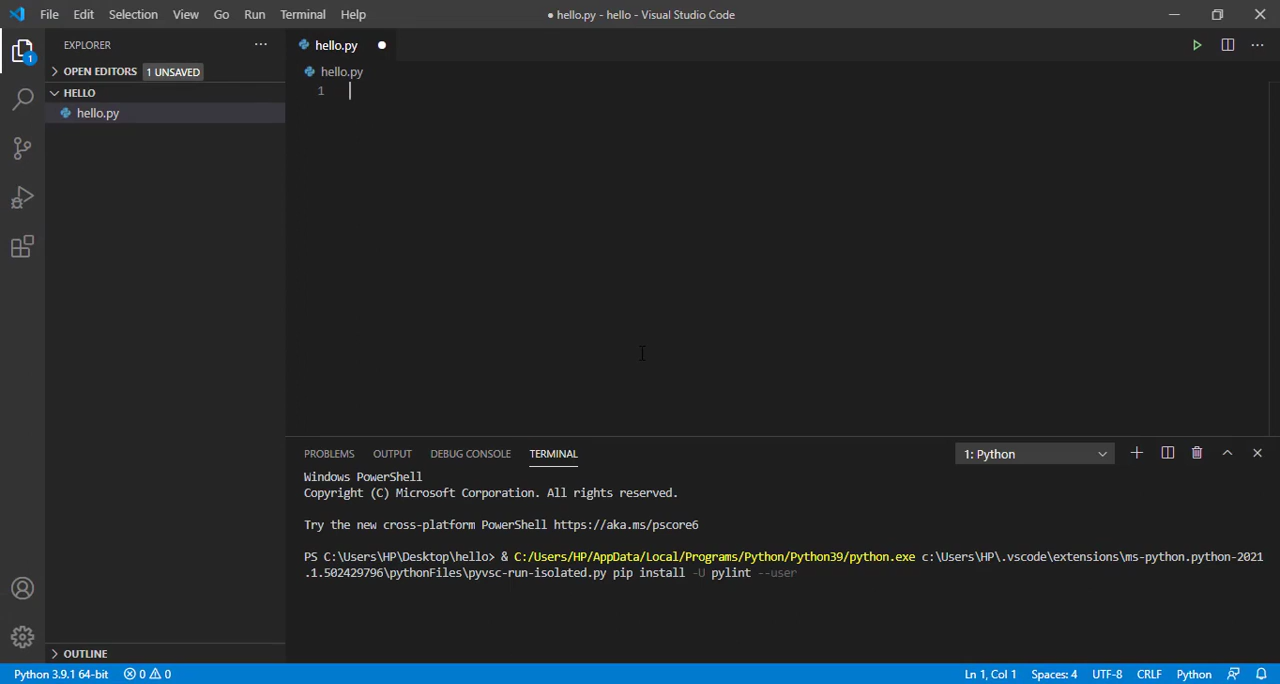 File Edit Selection View Go Run Terminal Help ● hello.py - hello - Visual Studio Code
EXPLORER
hello.py ●
1
OPEN EDITORS 1 UNSAVED
hello.py
HELLO
1
hello.py
PROBLEMS OUTPUT DEBUG CONSOLE TERMINAL 1: Python
Windows PowerShell
Copyright (C) Microsoft Corporation. All rights reserved.
Try the new cross-platform PowerShell https://aka.ms/pscore6
PS C:\Users\HP\Desktop\hello> & C:/Users/HP/AppData/Local/Programs/Python/Python39/python.exe c:\Users\HP\.vscode\extensions\ms-python.python-2021
.1.502429796\pythonFiles\pyvsc-run-isolated.py pip install -U pylint --user
OUTLINE
Python 3.9.1 64-bit 0 0 Ln 1, Col 1 Spaces: 4 UTF-8 CRLF Python